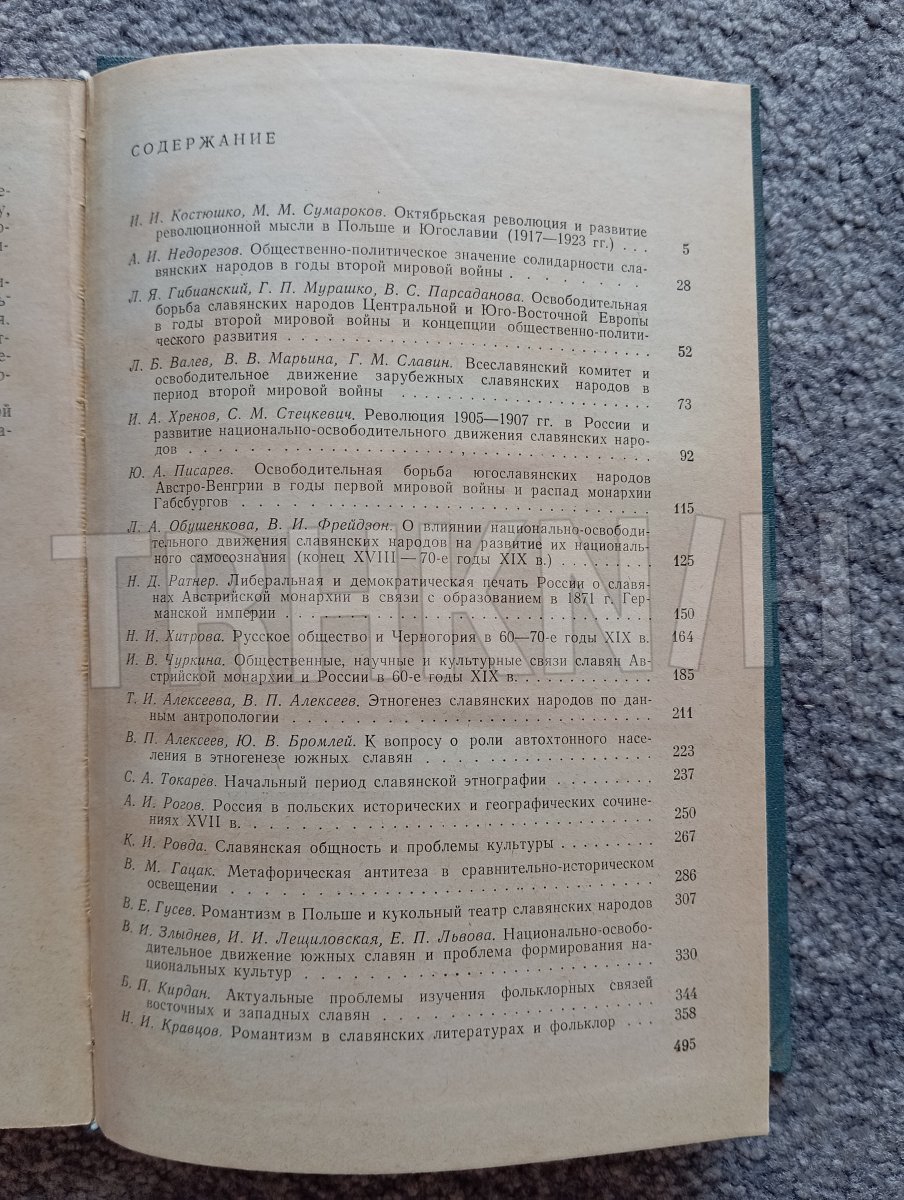 СОДЕРЖАНИЕ
И. И. Костюшко, М. М. Сумароков. Октябрьская революция и развитие
революционной мысли в Польше и Югославии (1917—1923 гг.) . . . 5
А. И. Недорезов. Общественно-политическое значение солидарности сла-
вянских народов в годы второй мировой войны . . . . . . . 28
Л. Я. Гибианский, Г. П. Мурашко, В. С. Парсаданова. Освободительная
борьба славянских народов Центральной и Юго-Восточной Европы
в годы второй мировой войны и концепции общественно-полити-
ческого развития . . . . . . . . . . . . . . . . . . . . . 52
Л. Б. Валев, В. В. Марьина, Г. М. Славин. Всеславянский комитет и
освободительное движение зарубежных славянских народов в
период второй мировой войны . . . . . . . . . . . . . . . 73
И. А. Хренов, С. М. Стецкевич. Революция 1905—1907 гг. в России и
развитие национально-освободительного движения славянских наро-
дов . . . . . . . . . . . . . . . . . . . . . . . . . . . 92
Ю. А. Писарев. Освободительная борьба югославянских народов
Австро-Венгрии в годы первой мировой войны и распад монархии
Габсбургов . . . . . . . . . . . . . . . . . . . . . . . . 115
Л. А. Обушенкова, В. И. Фрейдзон. О влиянии национально-освободи-
тельного движения славянских народов на развитие их националь-
ного самосознания (конец XVIII — 70-е годы XIX в.) . . . . . . . 125
Н. Д. Ратнер. Либеральная и демократическая печать России о славя-
нах Австрийской монархии в связи с образованием в 1871 г. Гер-
манской империи . . . . . . . . . . . . . . . . . . . . . 150
Н. И. Хитрова. Русское общество и Черногория в 60—70-е годы XIX в. 164
И. В. Чуркина. Общественные, научные и культурные связи славян Ав-
стрийской монархии и России в 60-е годы XIX в. . . . . . . . . 185
Т. И. Алексеева, В. П. Алексеев. Этногенез славянских народов по дан-
ным антропологии . . . . . . . . . . . . . . . . . . . . . 211
В. П. Алексеев, Ю. В. Бромлей. К вопросу о роли автохтонного насе-
ления в этногенезе южных славян . . . . . . . . . . . . . . 223
С. А. Токарев. Начальный период славянской этнографии . . . . . . . 237
А. И. Рогов. Россия в польских исторических и географических сочине-
ниях XVII в. . . . . . . . . . . . . . . . . . . . . . . . 250
К. И. Ровда. Славянская общность и проблемы культуры . . . . . . . 267
В. М. Гацак. Метафорическая антитеза в сравнительно-историческом
освещении . . . . . . . . . . . . . . . . . . . . . . . . 286
В. Е. Гусев. Романтизм в Польше и кукольный театр славянских народов 307
В. И. Злыднев, И. И. Лещиловская, Е. П. Львова. Национально-освобо-
дительное движение южных славян и проблема формирования на-
циональных культур . . . . . . . . . . . . . . . . . . . . 330
Б. П. Кирдан. Актуальные проблемы изучения фольклорных связей
восточных и западных славян . . . . . . . . . . . . . . . . 344
Н. И. Кравцов. Романтизм в славянских литературах и фольклор . . . 358
495